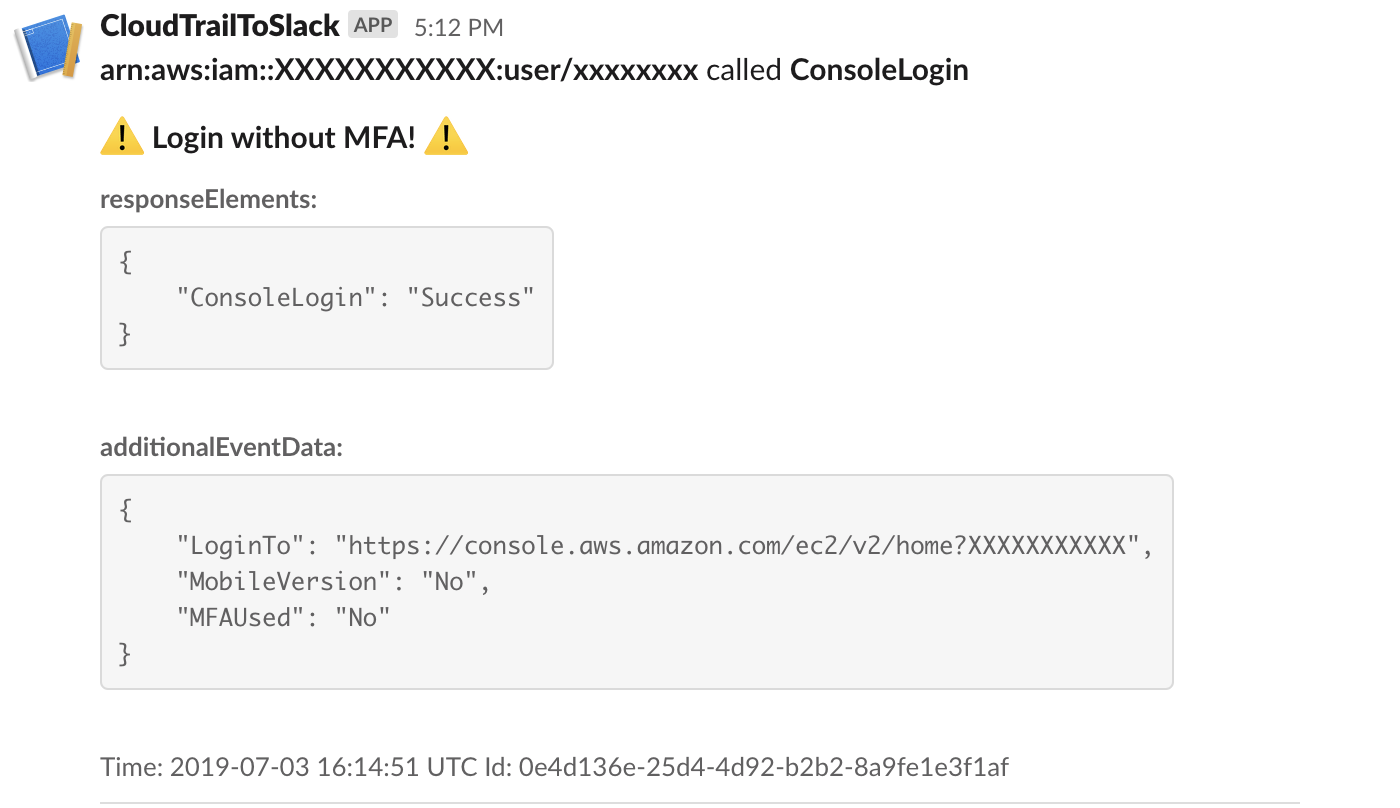 CloudTrailToSlack APP 5:12 PM
arn:aws:iam::XXXXXXXXXXX:user/xxxxxxxx called ConsoleLogin
⚠️ Login without MFA! ⚠️
responseElements:
{
    "ConsoleLogin": "Success"
}
additionalEventData:
{
    "LoginTo": "https://console.aws.amazon.com/ec2/v2/home?XXXXXXXXXXX",
    "MobileVersion": "No",
    "MFAUsed": "No"
}
Time: 2019-07-03 16:14:51 UTC Id: 0e4d136e-25d4-4d92-b2b2-8a9fe1e3f1af